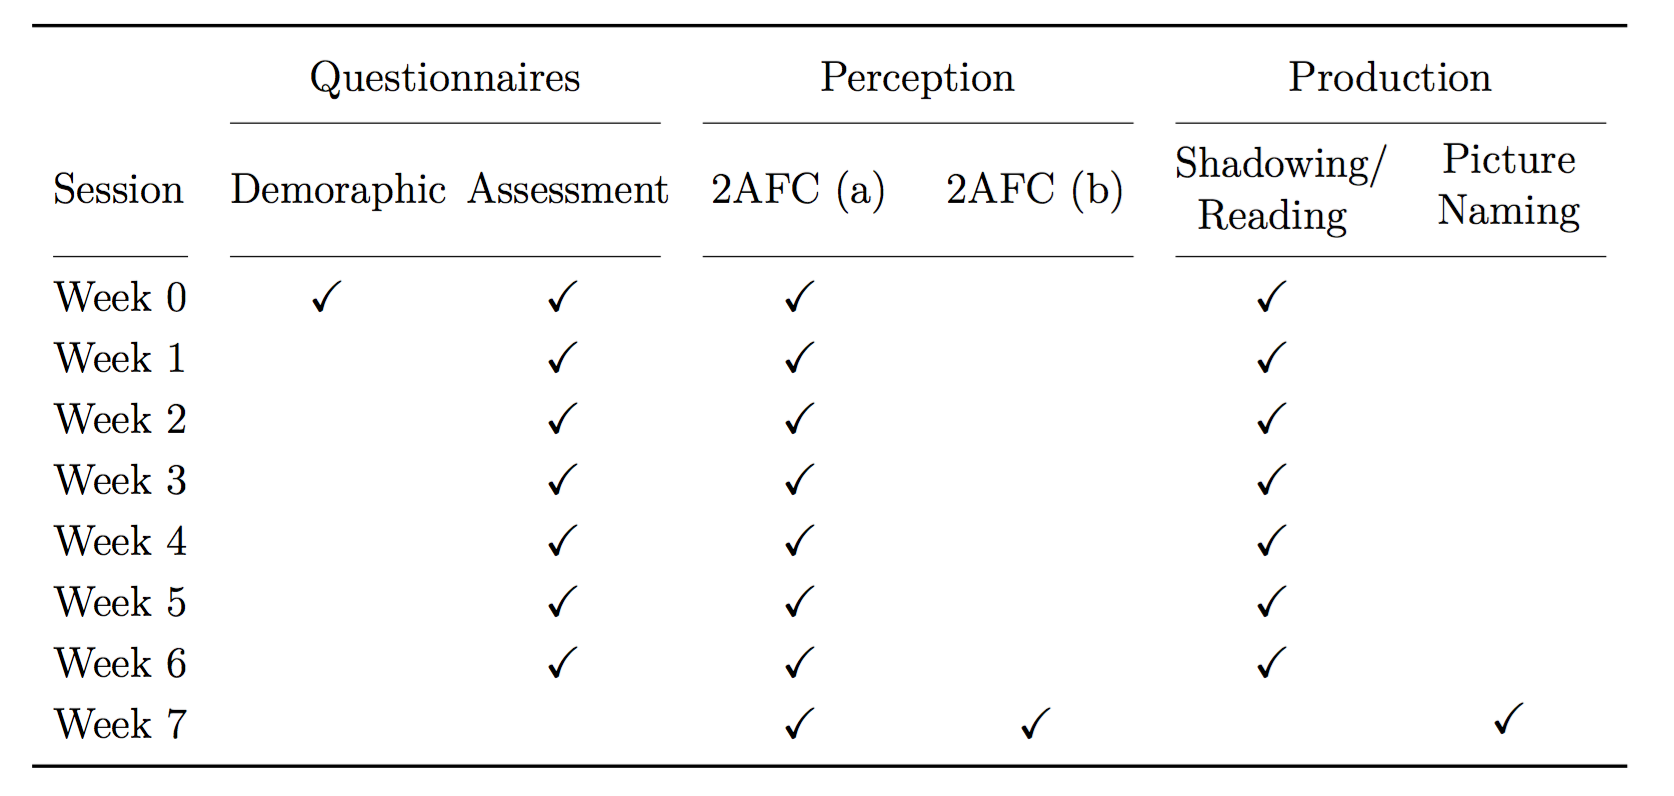 Questionnaires Perception Production
Session Demoraphic Assessment 2AFC (a) 2AFC (b) Shadowing/ Picture
Reading Naming
Week 0 ✓ ✓ ✓ ✓
Week 1 ✓ ✓ ✓
Week 2 ✓ ✓ ✓
Week 3 ✓ ✓ ✓
Week 4 ✓ ✓ ✓
Week 5 ✓ ✓ ✓
Week 6 ✓ ✓ ✓
Week 7 ✓ ✓ ✓